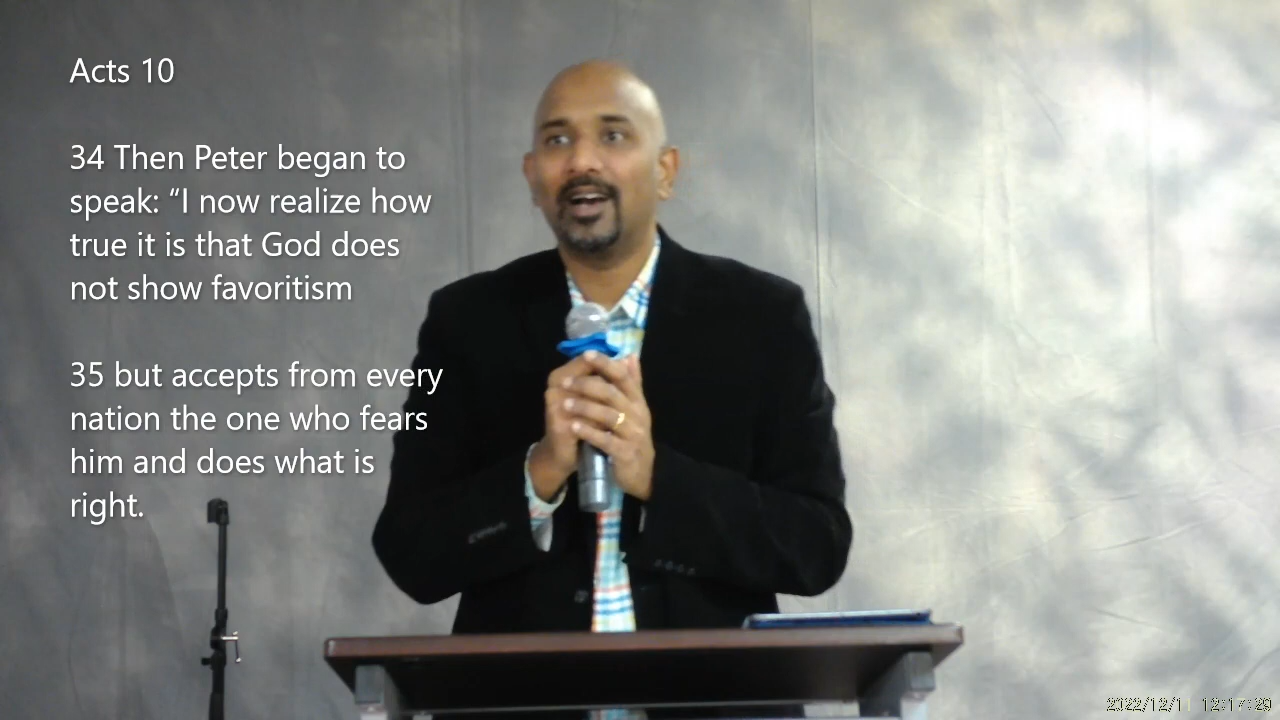 Acts 10
34 Then Peter began to
speak: “I now realize how
true it is that God does
not show favoritism
35 but accepts from every
nation the one who fears
him and does what is
right.